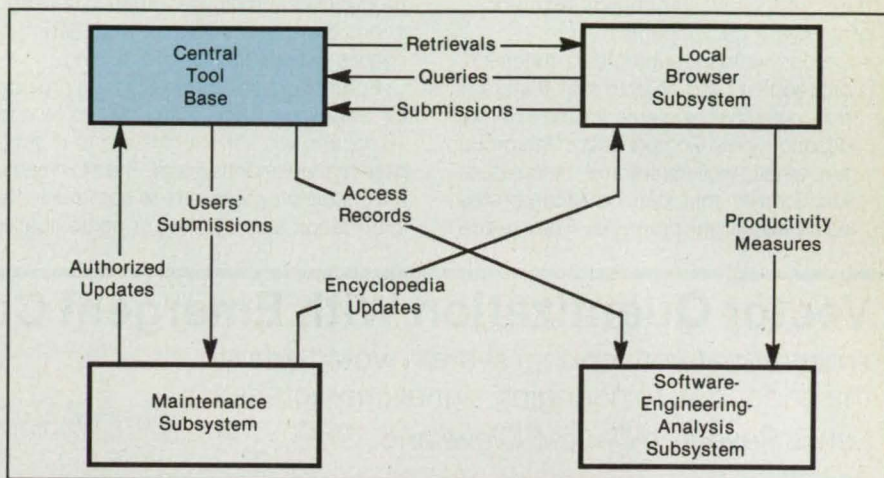 Central
Tool
Base
Retrievals
Queries
Submissions
Local
Browser
Subsystem
Users'
Submissions
Access
Records
Productivity
Measures
Authorized
Updates
Encyclopedia
Updates
Maintenance
Subsystem
Software-
Engineering-
Analysis
Subsystem